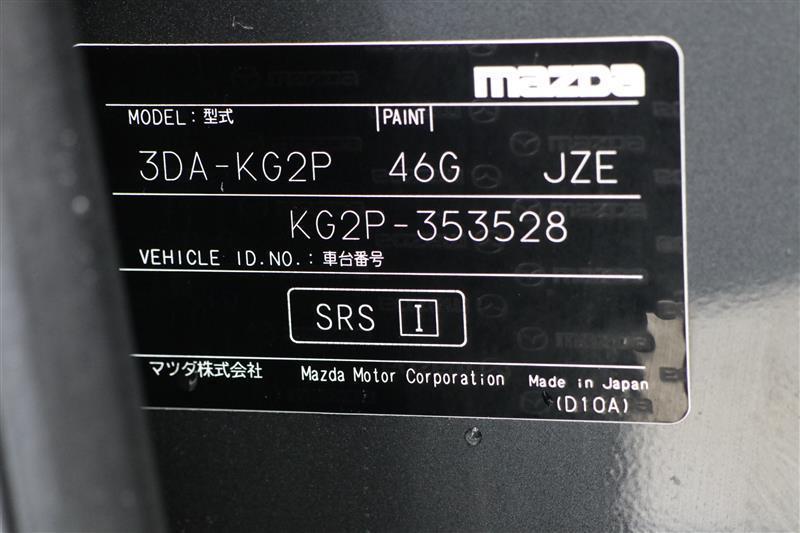 mazda
MODEL: 型式 PAINT
3DA-KG2P 46G JZE
KG2P-353528
VEHICLE ID.NO.: 車台番号
SRS I
マツダ株式会社 Mazda Motor Corporation Made in Japan
(D10A)